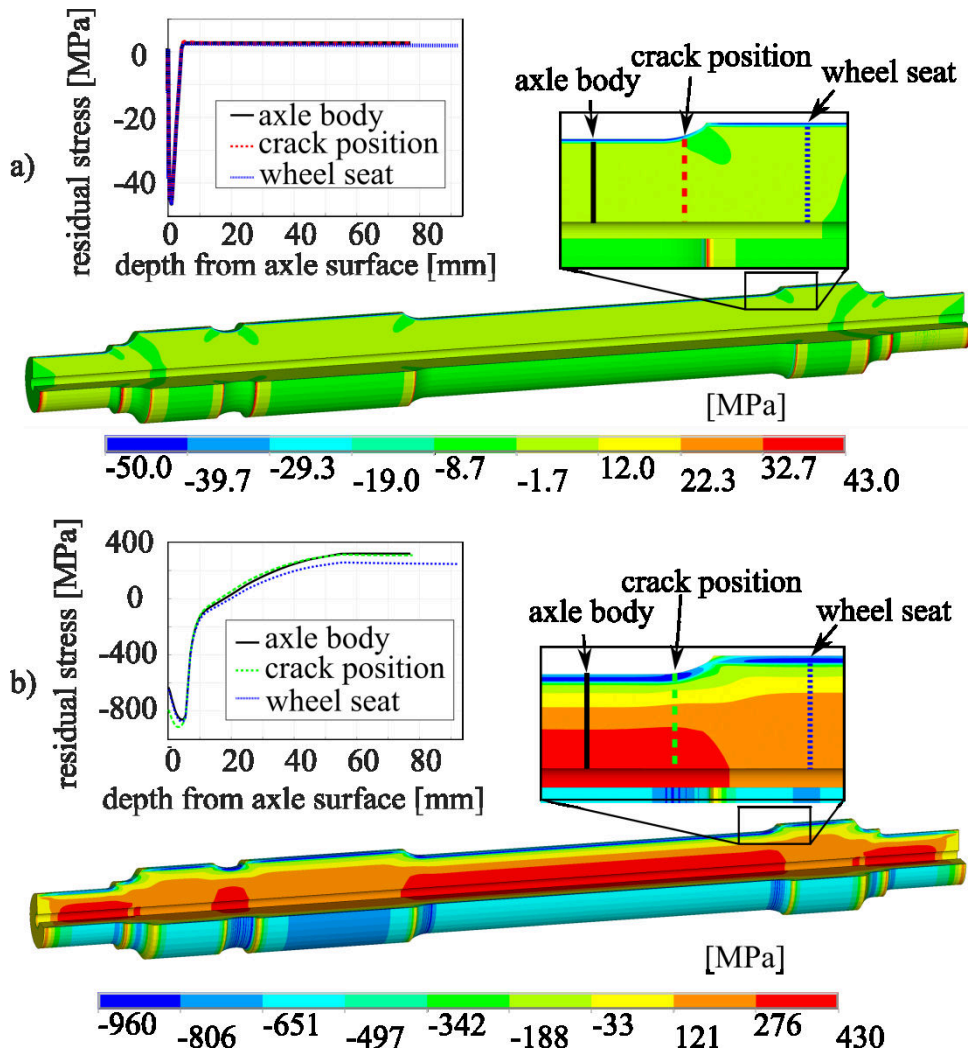 a)
residual stress [MPa]
0
-20
-40
axle body
crack position
wheel seat
0 20 40 60 80
depth from axle surface [mm]
crack position
axle body
wheel seat
[MPa]
-50.0 -39.7 -29.3 -19.0 -8.7 -1.7 12.0 22.3 32.7 43.0
b)
residual stress [MPa]
400
0
-400
-800
axle body
crack position
wheel seat
0 20 40 60 80
depth from axle surface [mm]
crack position
axle body
wheel seat
[MPa]
-960 -806 -651 -497 -342 -188 -33 121 276 430